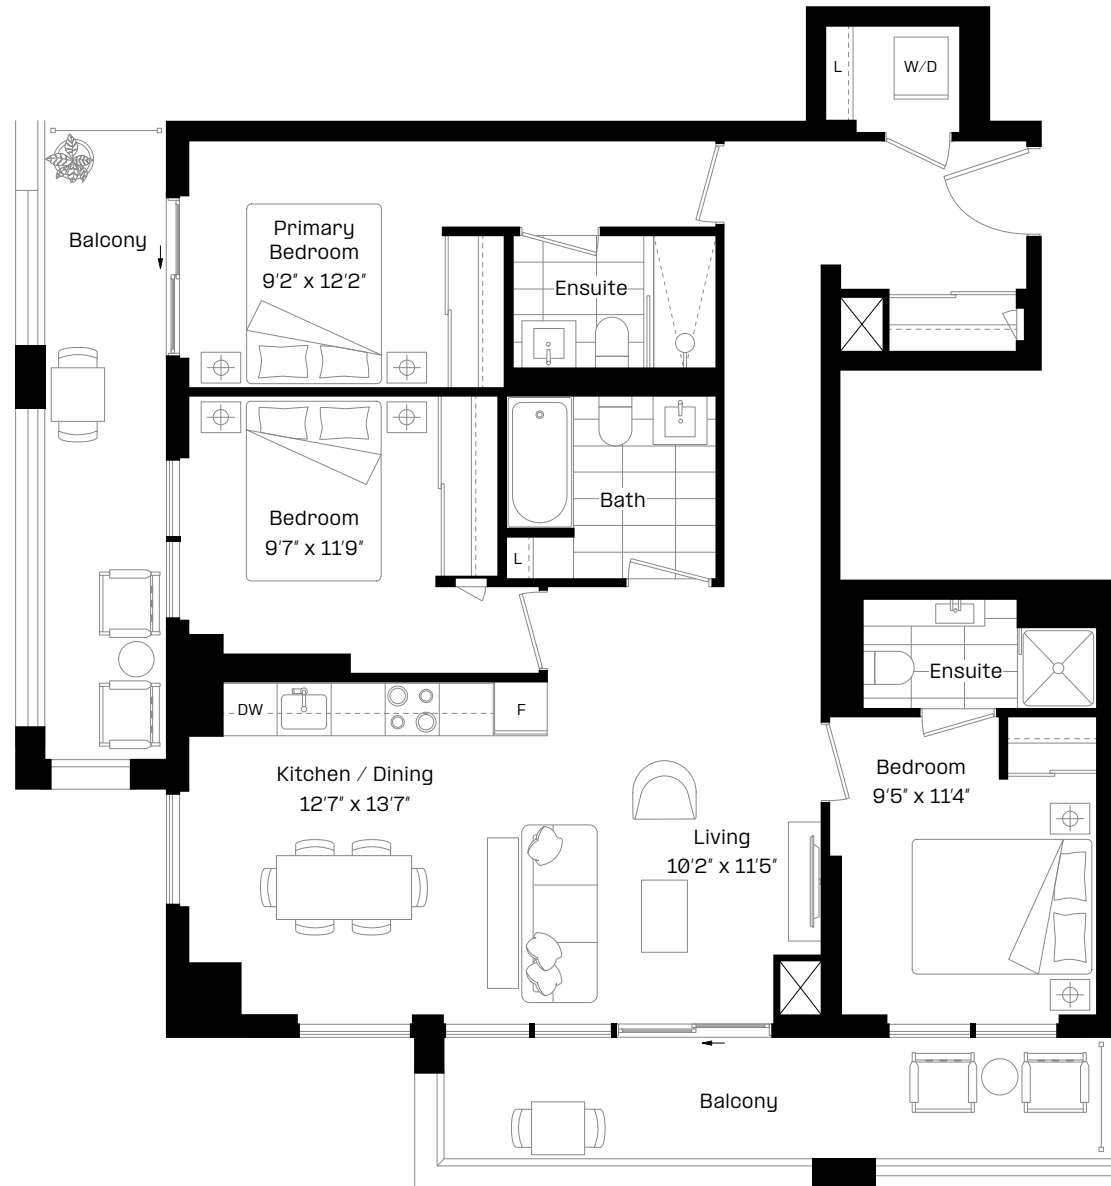 L
W/D
Balcony
Primary
Bedroom
9'2" x 12'2"
Ensuite
Bedroom
9'7" x 11'9"
Bath
L
DW
F
Ensuite
Kitchen / Dining
12'7" x 13'7"
Living
10'2" x 11'5"
Bedroom
9'5" x 11'4"
Balcony